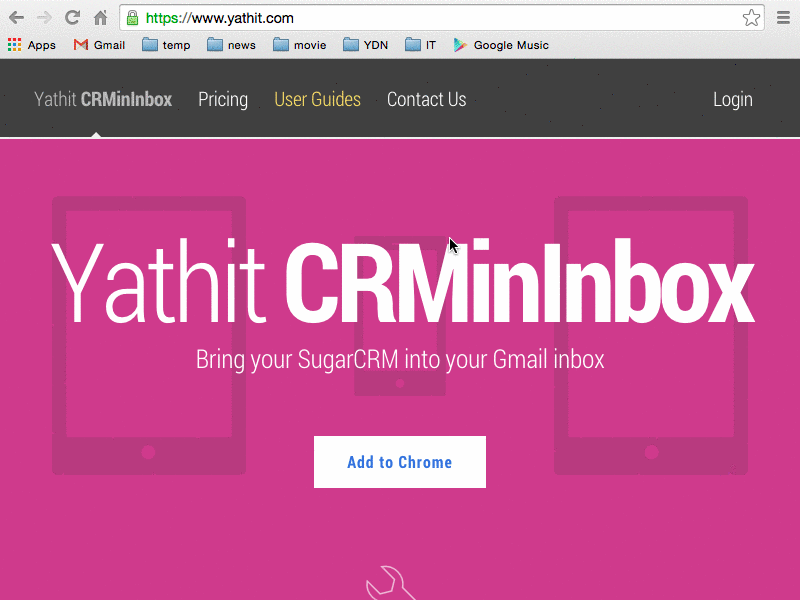 https://www.yathit.com
Apps Gmail temp news movie YDN IT Google Music
Yathit CRMinInbox Pricing User Guides Contact Us Login
Yathit CRMinInbox
Bring your SugarCRM into your Gmail inbox
Add to Chrome